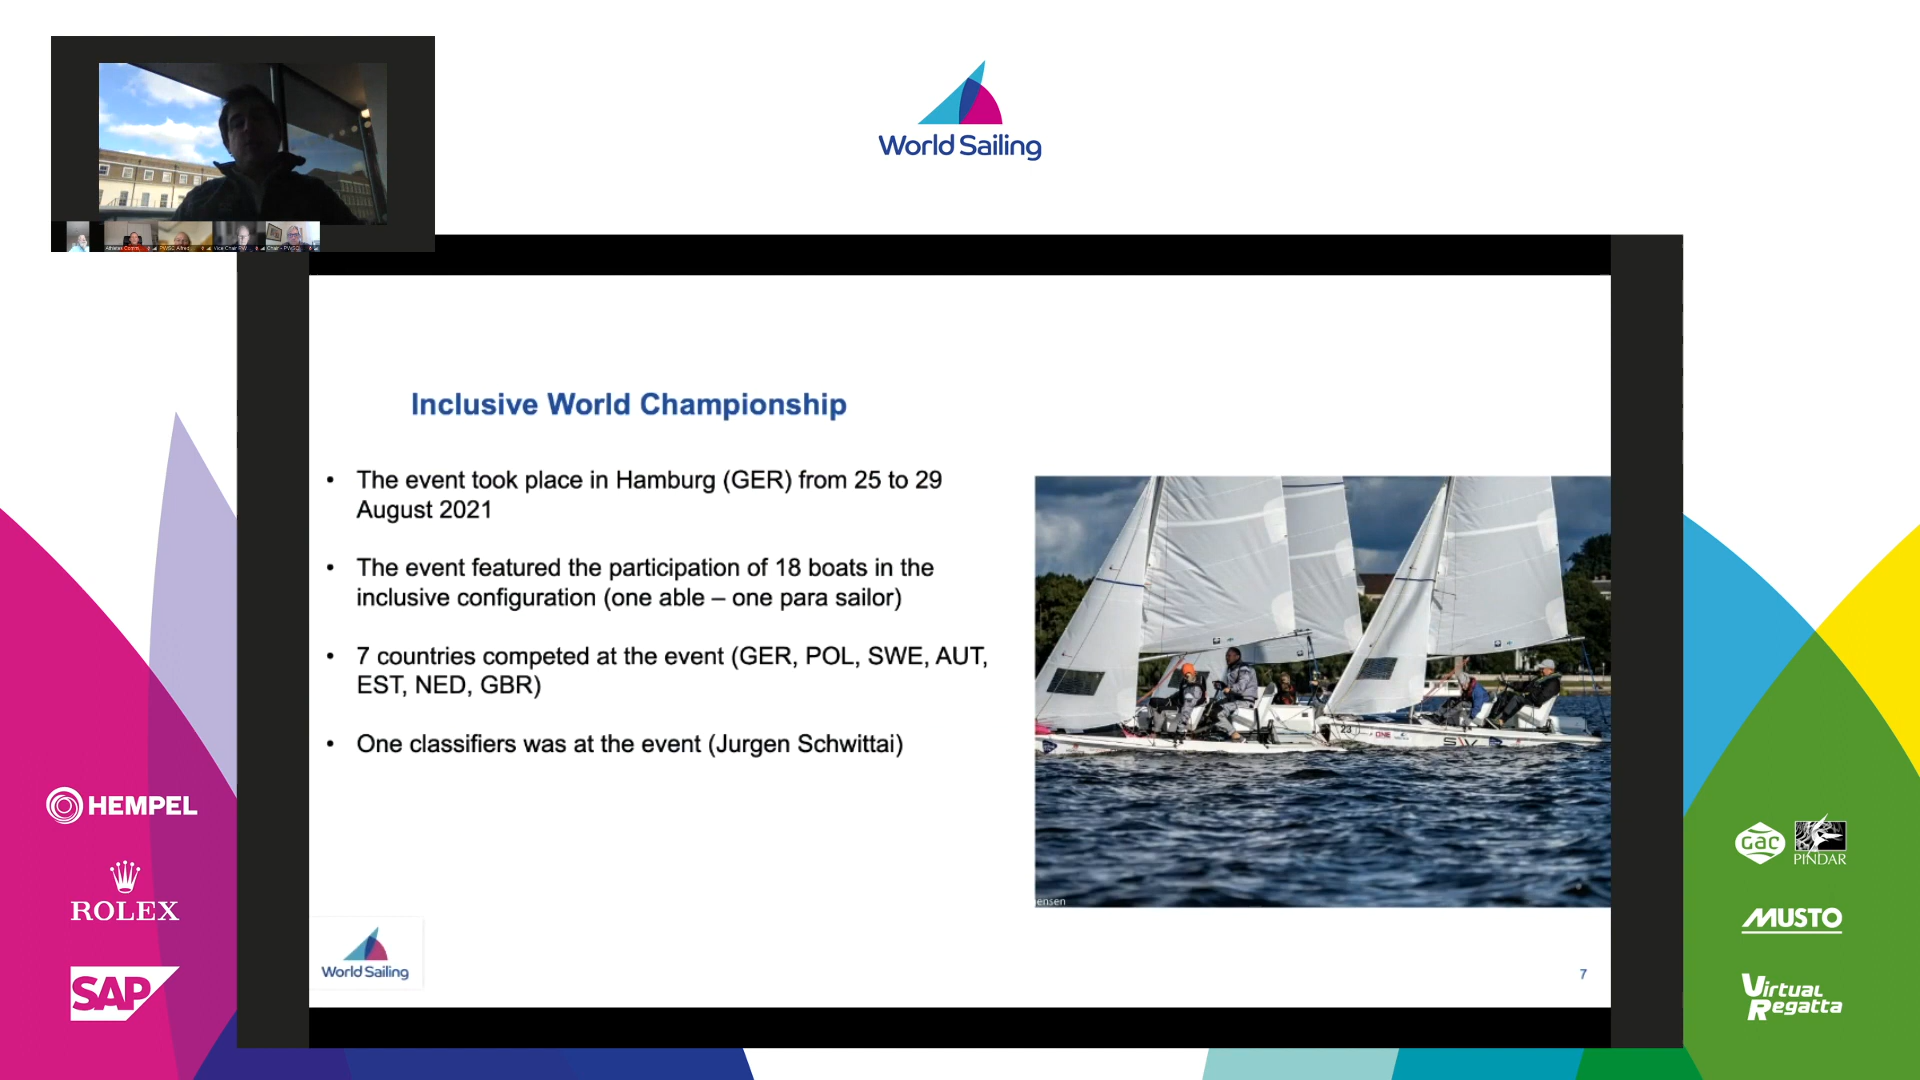 World Sailing
Inclusive World Championship
• The event took place in Hamburg (GER) from 25 to 29
August 2021
• The event featured the participation of 18 boats in the
inclusive configuration (one able – one para sailor)
• 7 countries competed at the event (GER, POL, SWE, AUT,
EST, NED, GBR)
• One classifiers was at the event (Jurgen Schwittai)
23
ONE
ensen
World Sailing
7
HEMPEL
ROLEX
SAP
GAC
PINDAR
MUSTO
Virtual
Regatta